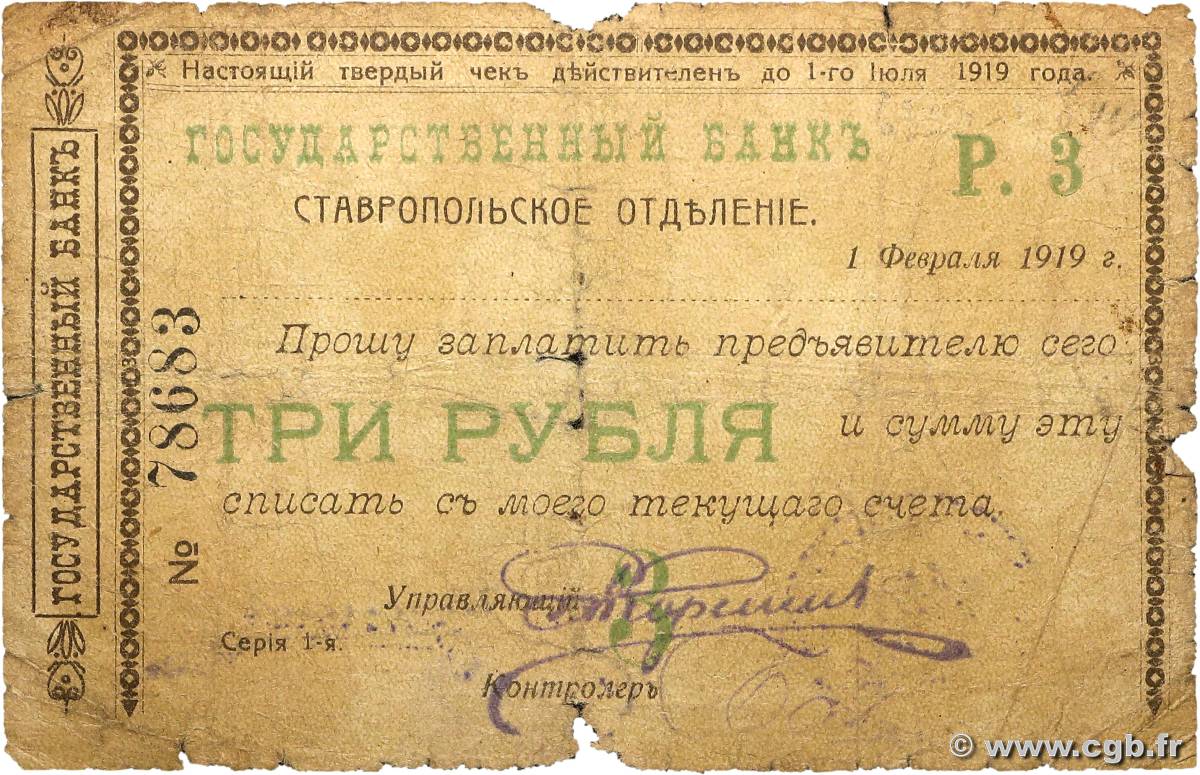 Настоящій твердый чекъ дѣйствителенъ до 1-го Іюля 1919 года.
ГОСУДАРСТВЕННЫЙ БАНКЪ
Р. 3
СТАВРОПОЛЬСКОЕ ОТДѢЛЕНІЕ.
1 Февраля 1919 г.
ГОСУДАРСТВЕННЫЙ БАНКЪ
№ 78683
Прошу заплатить предъявителю сего
ТРИ РУБЛЯ и сумму эту
списать съ моего текущаго счета.
3
Управляющій
Серія 1-я.
Контролеръ
© www.cgb.fr